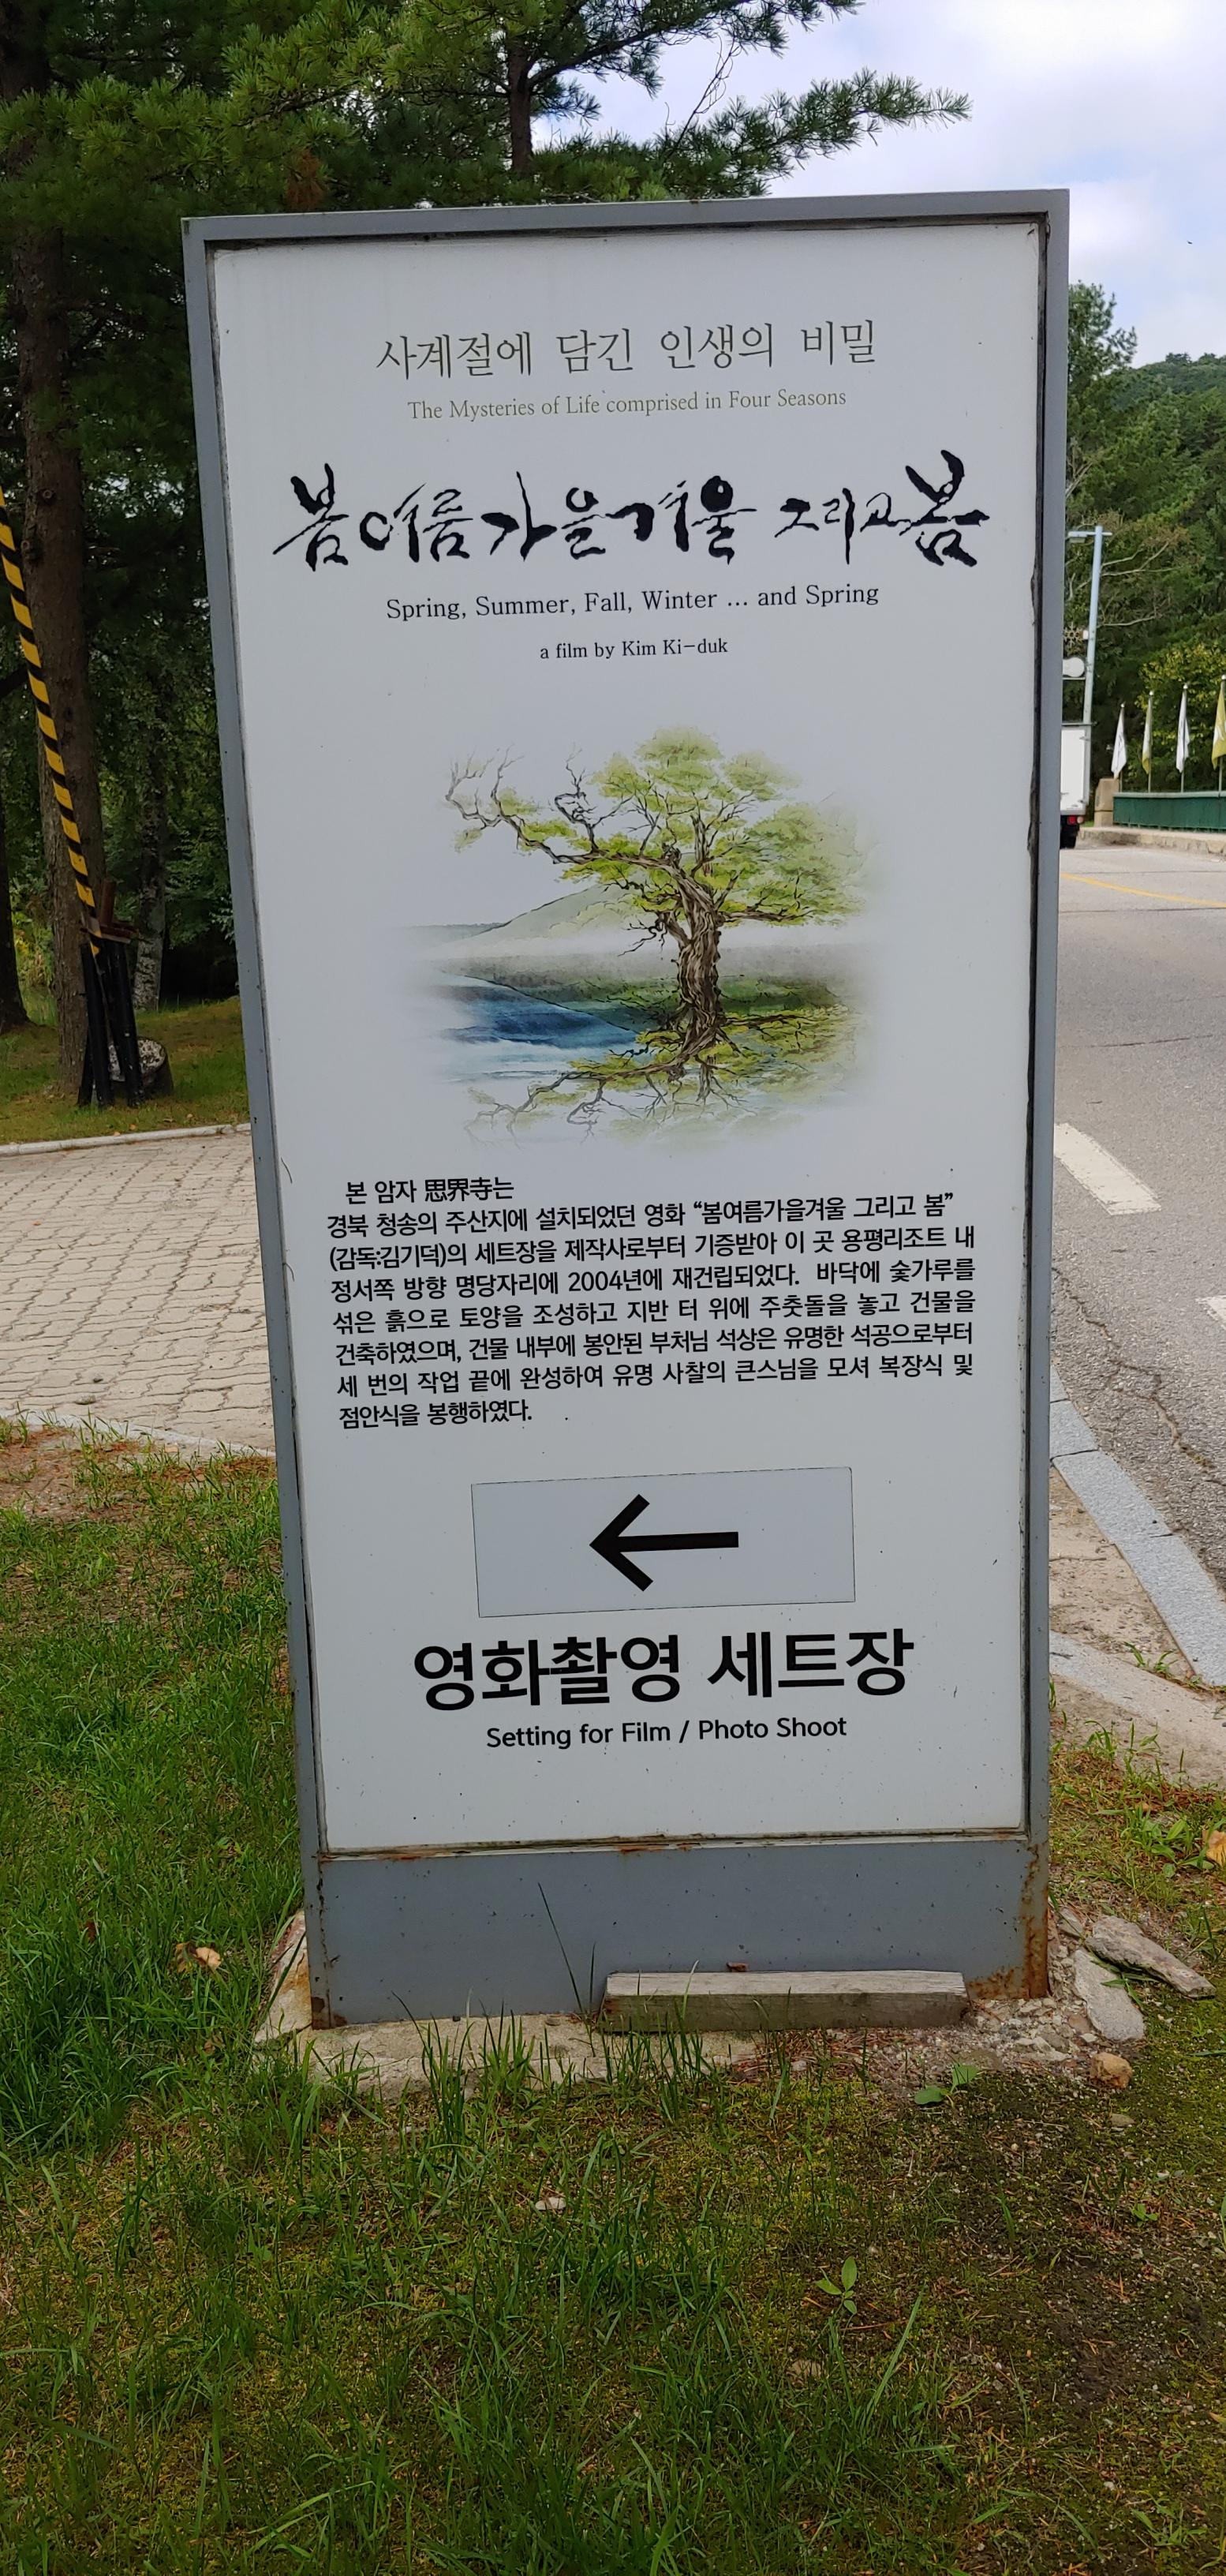 사계절에 담긴 인생의 비밀
The Mysteries of Life comprised in Four Seasons
봄여름가을겨울 그리고봄
Spring, Summer, Fall, Winter ... and Spring
a film by Kim Ki-duk
본 암자 思界寺는
경북 청송의 주산지에 설치되었던 영화 “봄여름가을겨울 그리고 봄”
(감독:김기덕)의 세트장을 제작사로부터 기증받아 이 곳 용평리조트 내
정서쪽 방향 명당자리에 2004년에 재건립되었다. 바닥에 숯가루를
섞은 흙으로 토양을 조성하고 지반 터 위에 주춧돌을 놓고 건물을
건축하였으며, 건물 내부에 봉안된 부처님 석상은 유명한 석공으로부터
세 번의 작업 끝에 완성하여 유명 사찰의 큰스님을 모셔 복장식 및
점안식을 봉행하였다.
영화촬영 세트장
Setting for Film / Photo Shoot